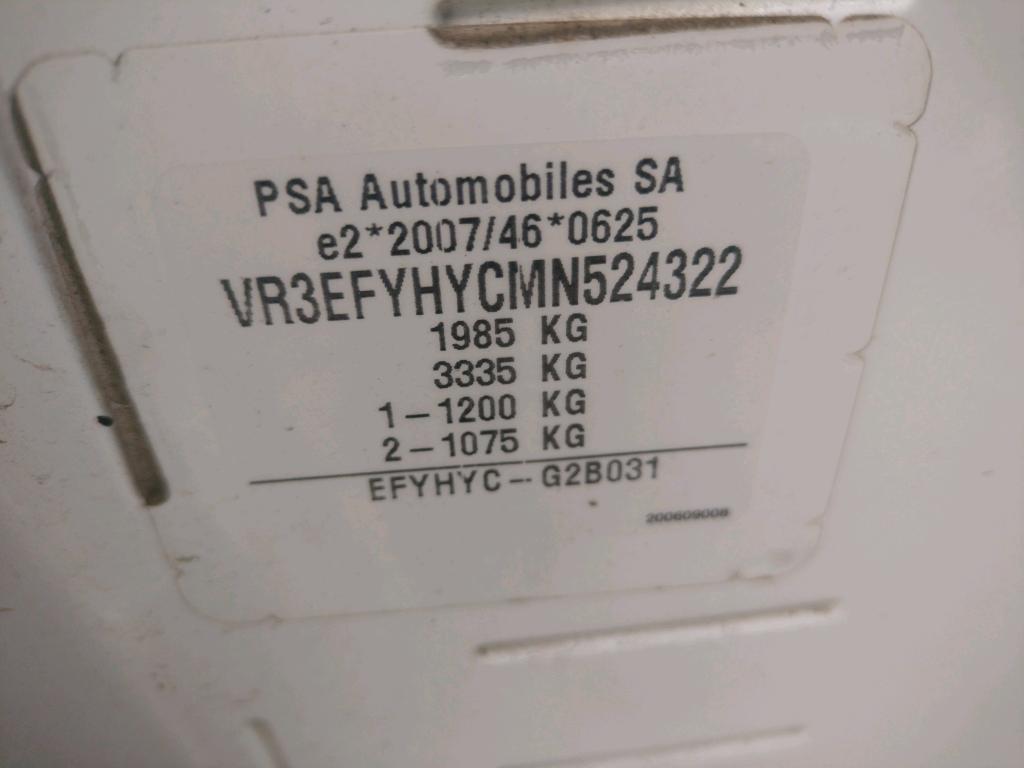 PSA Automobiles SA
e2*2007/46*0625
VR3EFYHYCMN524322
1985 KG
3335 KG
1-1200 KG
2-1075 KG
EFYHYC-- G2B031
200609008